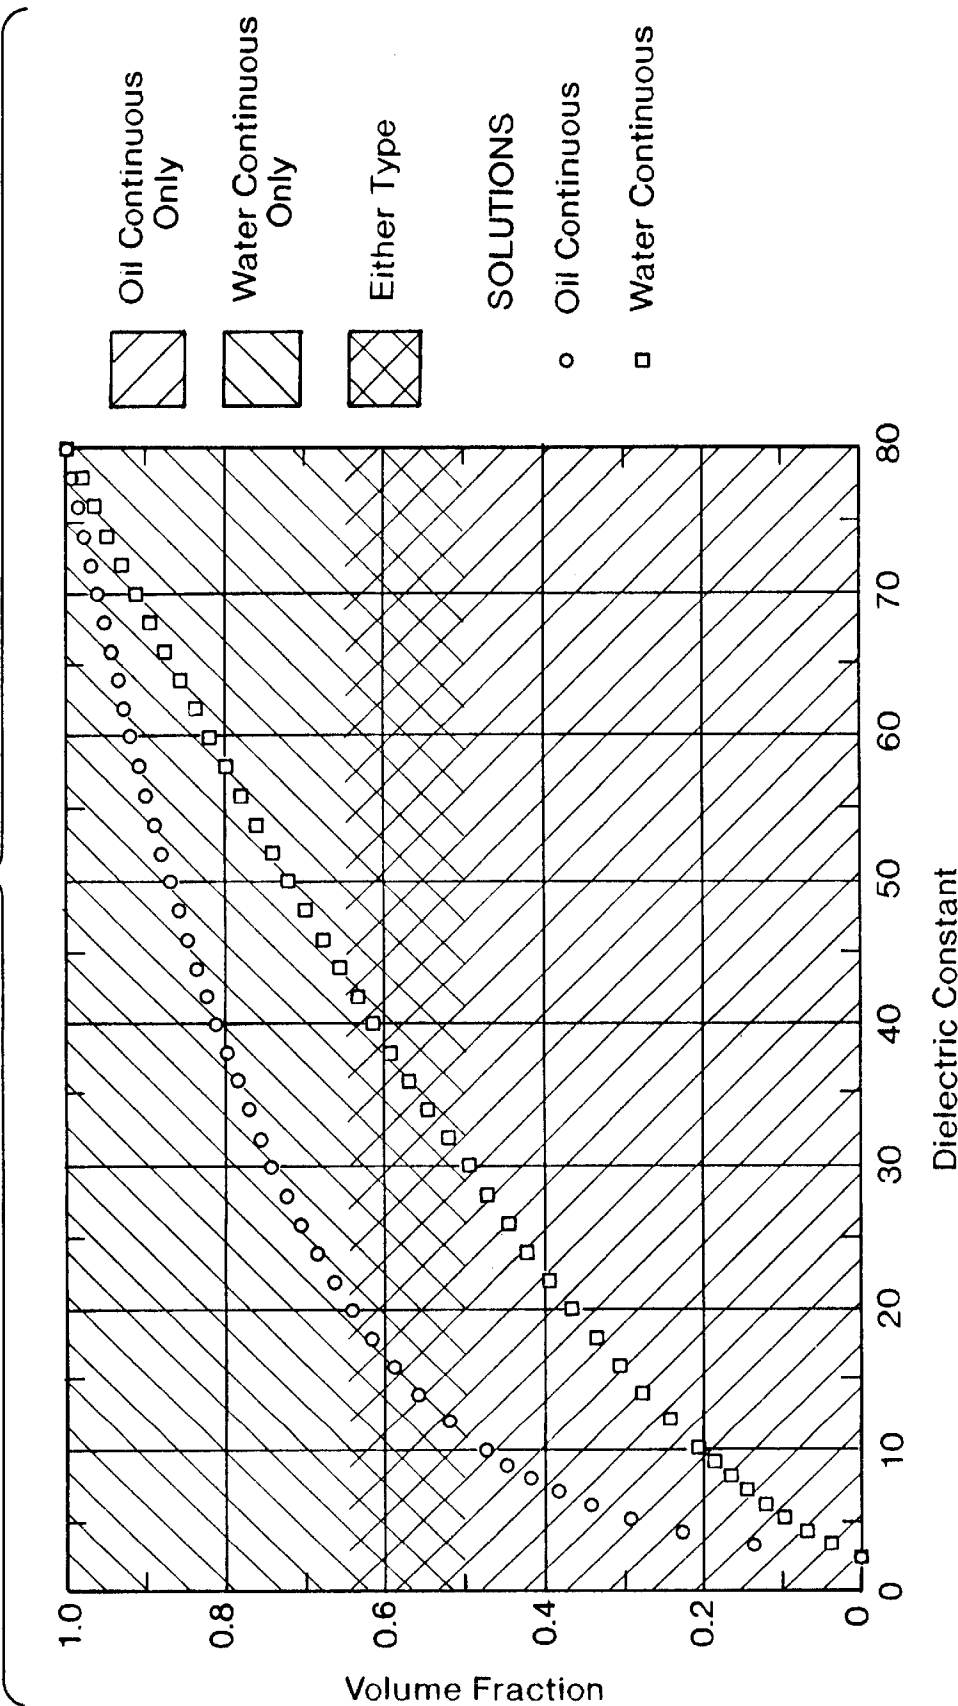 Oil Continuous
Only
Water Continuous
Only
Either Type
SOLUTIONS
Oil Continuous
Water Continuous
1.0
0.8
0.6
0.4
0.2
0
Volume Fraction
0
10
20
30
40
50
60
70
80
Dielectric Constant